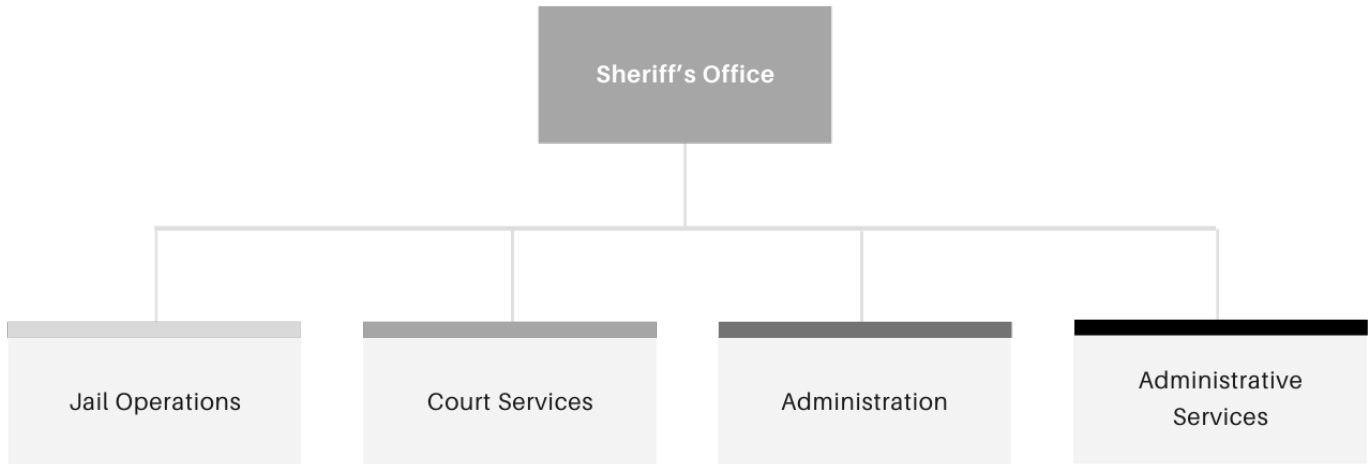 Sheriff’s Office
Jail Operations
Court Services
Administration
Administrative
Services